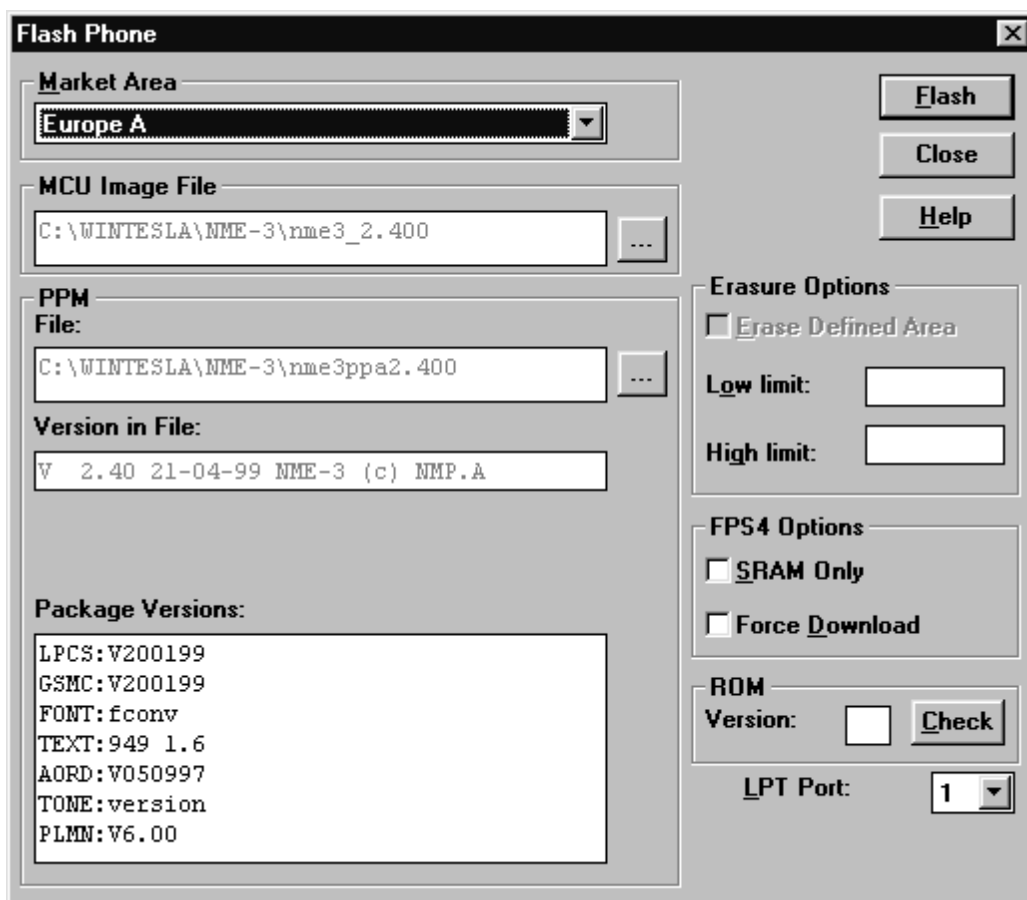 Flash Phone
Market Area
Europe A
MCU Image File
C:\WINTESLA\NME-3\nme3_2.400
...
PPM
File:
C:\WINTESLA\NME-3\nme3ppa2.400
...
Version in File:
V  2.40 21-04-99 NME-3 (c) NMP.A
Package Versions:
LPCS:V200199
GSMC:V200199
FONT:fconv
TEXT:949 1.6
AORD:V050997
TONE:version
PLMN:V6.00
Flash
Close
Help
Erasure Options
Erase Defined Area
Low limit:
High limit:
FPS4 Options
SRAM Only
Force Download
ROM
Version:
Check
LPT Port:
1